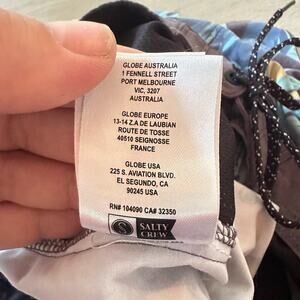 GLOBE AUSTRALIA
1 FENNELL STREET
PORT MELBOURNE
VIC, 3207
AUSTRALIA
GLOBE EUROPE
13-14 Z.A DE LAUBIAN
ROUTE DE TOSSE
40510 SEIGNOSSE
FRANCE
GLOBE USA
225 S. AVIATION BLVD.
EL SEGUNDO, CA
90245 USA
RN# 104090 CA# 32350
SALTY
CREW